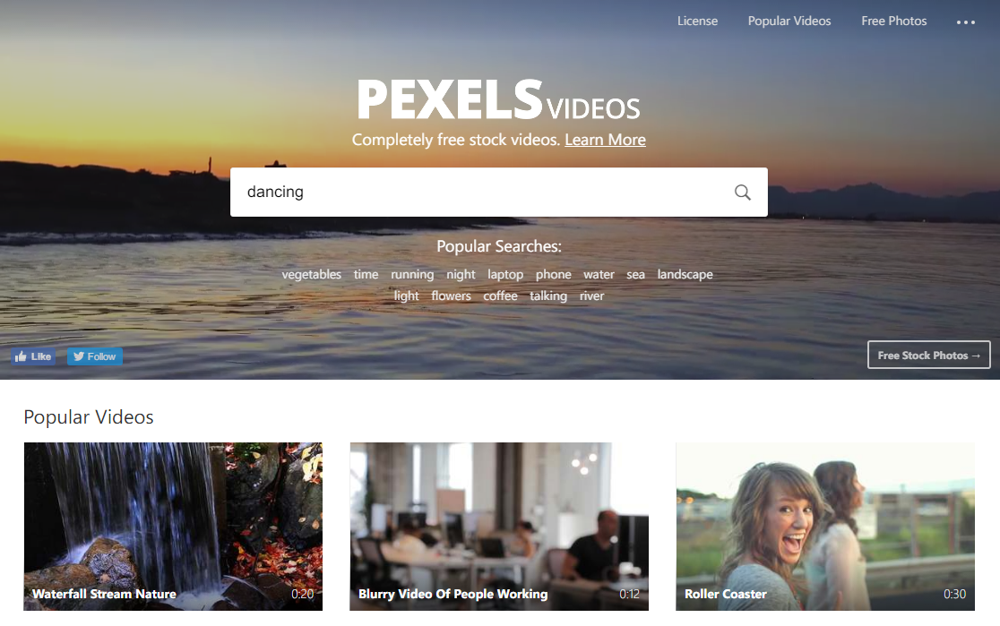 License Popular Videos Free Photos
PEXELS VIDEOS
Completely free stock videos. Learn More
dancing
Popular Searches:
vegetables time running night laptop phone water sea landscape
light flowers coffee talking river
Like Follow
Free Stock Photos →
Popular Videos
Waterfall Stream Nature 0:20
Blurry Video Of People Working 0:12
Roller Coaster 0:30